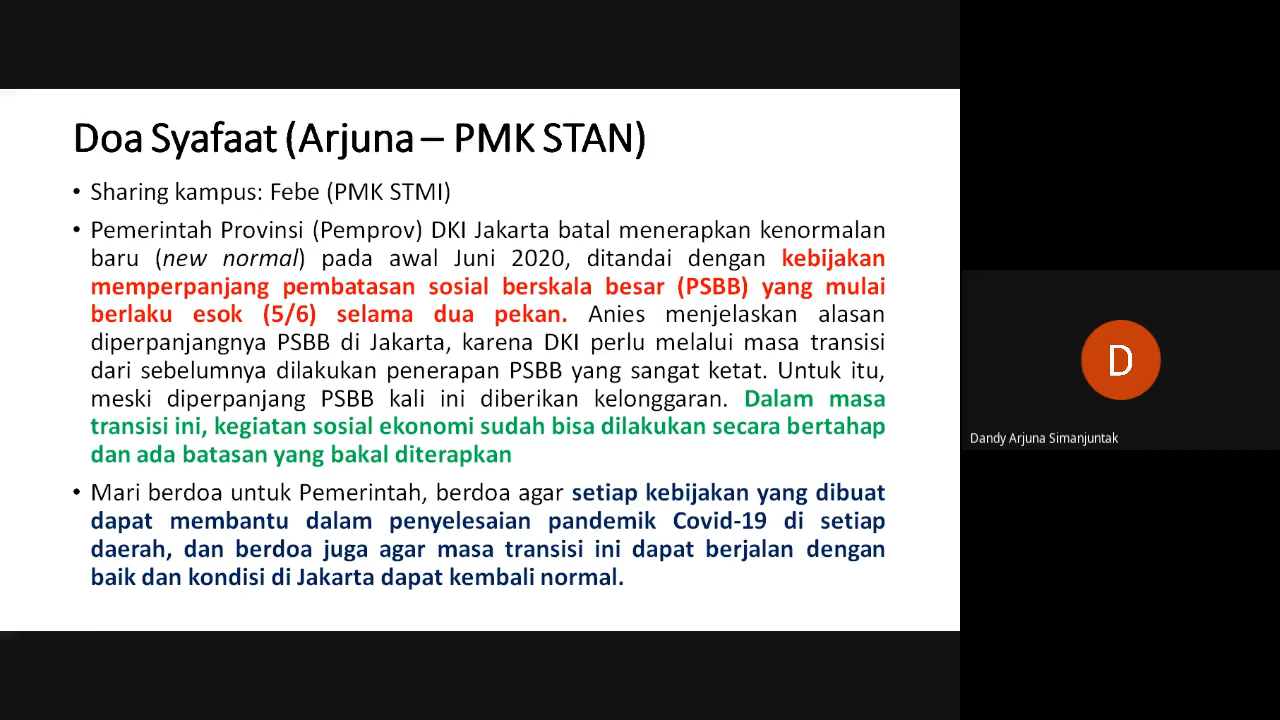 Doa Syafaat (Arjuna – PMK STAN)
• Sharing kampus: Febe (PMK STMI)
• Pemerintah Provinsi (Pemprov) DKI Jakarta batal menerapkan kenormalan
baru (new normal) pada awal Juni 2020, ditandai dengan kebijakan
memperpanjang pembatasan sosial berskala besar (PSBB) yang mulai
berlaku esok (5/6) selama dua pekan. Anies menjelaskan alasan
diperpanjangnya PSBB di Jakarta, karena DKI perlu melalui masa transisi
dari sebelumnya dilakukan penerapan PSBB yang sangat ketat. Untuk itu,
meski diperpanjang PSBB kali ini diberikan kelonggaran. Dalam masa
transisi ini, kegiatan sosial ekonomi sudah bisa dilakukan secara bertahap
dan ada batasan yang bakal diterapkan
• Mari berdoa untuk Pemerintah, berdoa agar setiap kebijakan yang dibuat
dapat membantu dalam penyelesaian pandemik Covid-19 di setiap
daerah, dan berdoa juga agar masa transisi ini dapat berjalan dengan
baik dan kondisi di Jakarta dapat kembali normal.
D
Dandy Arjuna Simanjuntak